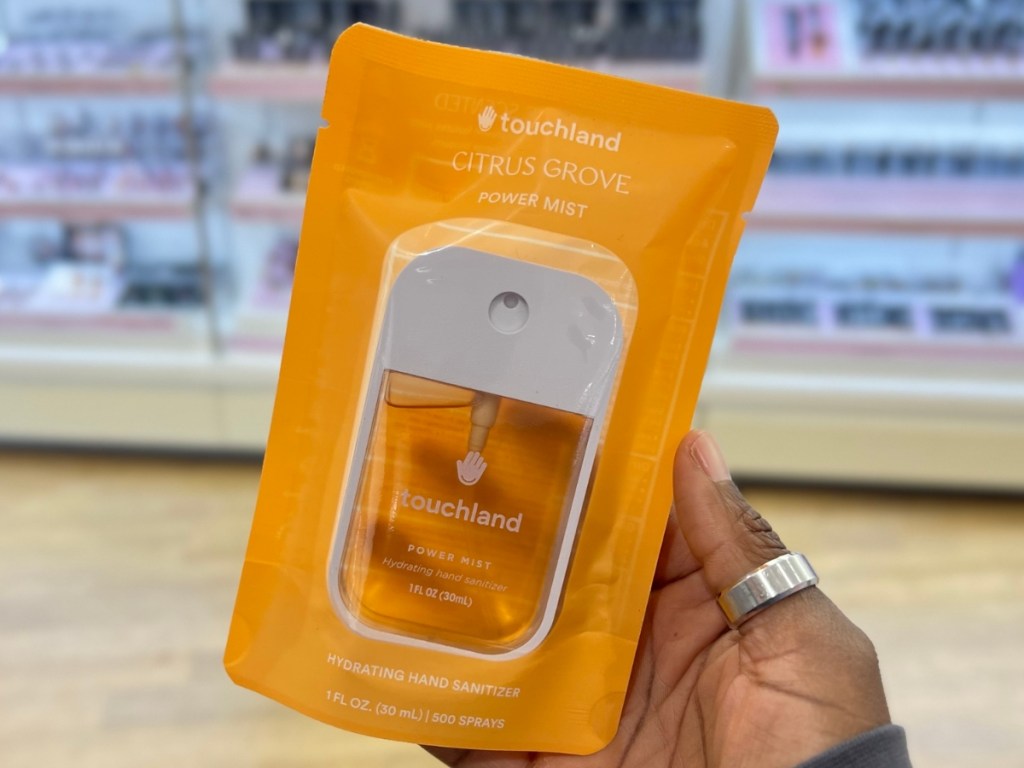 touchland
CITRUS GROVE
POWER MIST
touchland
POWER MIST
Hydrating hand sanitizer
1 FL OZ (30mL)
HYDRATING HAND SANITIZER
1 FL OZ. (30 mL) | 500 SPRAYS